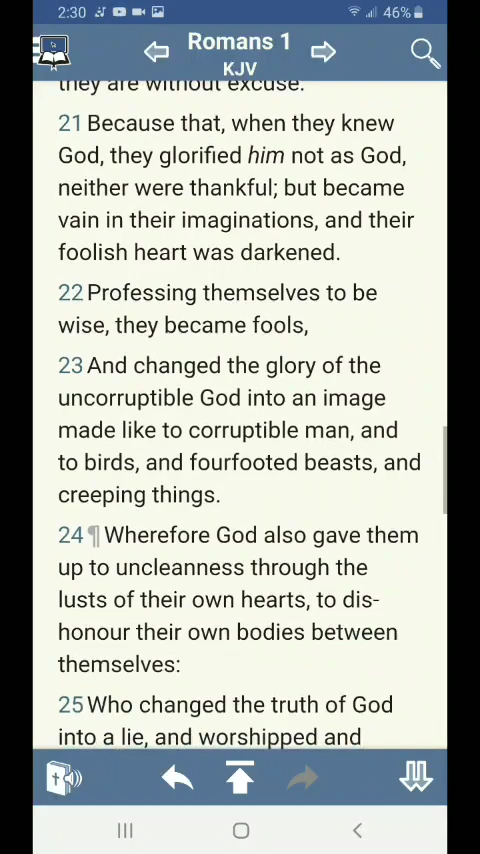 2:30 46%
Romans 1
KJV
they are without excuse.
21 Because that, when they knew
God, they glorified him not as God,
neither were thankful; but became
vain in their imaginations, and their
foolish heart was darkened.
22 Professing themselves to be
wise, they became fools,
23 And changed the glory of the
uncorruptible God into an image
made like to corruptible man, and
to birds, and fourfooted beasts, and
creeping things.
24 ¶ Wherefore God also gave them
up to uncleanness through the
lusts of their own hearts, to dis-
honour their own bodies between
themselves:
25 Who changed the truth of God
into a lie, and worshipped and